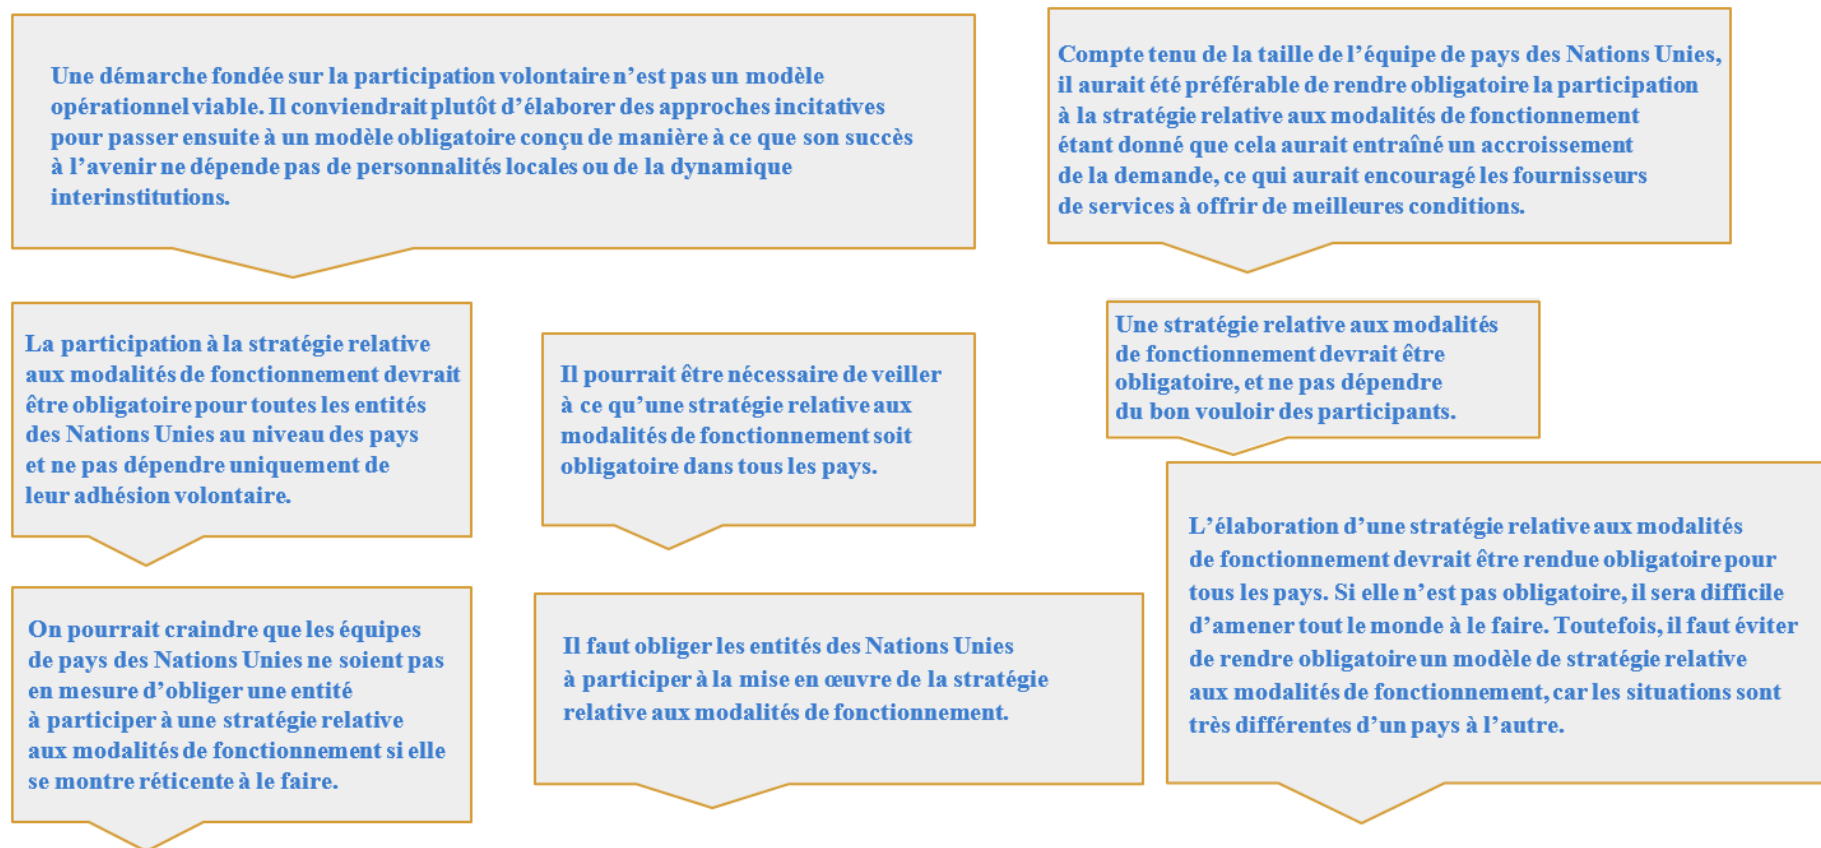 Une démarche fondée sur la participation volontaire n’est pas un modèle
opérationnel viable. Il conviendrait plutôt d’élaborer des approches incitatives
pour passer ensuite à un modèle obligatoire conçu de manière à ce que son succès
à l’avenir ne dépende pas de personnalités locales ou de la dynamique
interinstitutions.
Compte tenu de la taille de l’équipe de pays des Nations Unies,
il aurait été préférable de rendre obligatoire la participation
à la stratégie relative aux modalités de fonctionnement
étant donné que cela aurait entraîné un accroissement
de la demande, ce qui aurait encouragé les fournisseurs
de services à offrir de meilleures conditions.
La participation à la stratégie relative
aux modalités de fonctionnement devrait
être obligatoire pour toutes les entités
des Nations Unies au niveau des pays
et ne pas dépendre uniquement de
leur adhésion volontaire.
Il pourrait être nécessaire de veiller
à ce qu’une stratégie relative aux
modalités de fonctionnement soit
obligatoire dans tous les pays.
Une stratégie relative aux modalités
de fonctionnement devrait être
obligatoire, et ne pas dépendre
du bon vouloir des participants.
On pourrait craindre que les équipes
de pays des Nations Unies ne soient pas
en mesure d’obliger une entité
à participer à une stratégie relative
aux modalités de fonctionnement si elle
se montre réticente à le faire.
Il faut obliger les entités des Nations Unies
à participer à la mise en œuvre de la stratégie
relative aux modalités de fonctionnement.
L’élaboration d’une stratégie relative aux modalités
de fonctionnement devrait être rendue obligatoire pour
tous les pays. Si elle n’est pas obligatoire, il sera difficile
d’amener tout le monde à le faire. Toutefois, il faut éviter
de rendre obligatoire un modèle de stratégie relative
aux modalités de fonctionnement, car les situations sont
très différentes d’un pays à l’autre.